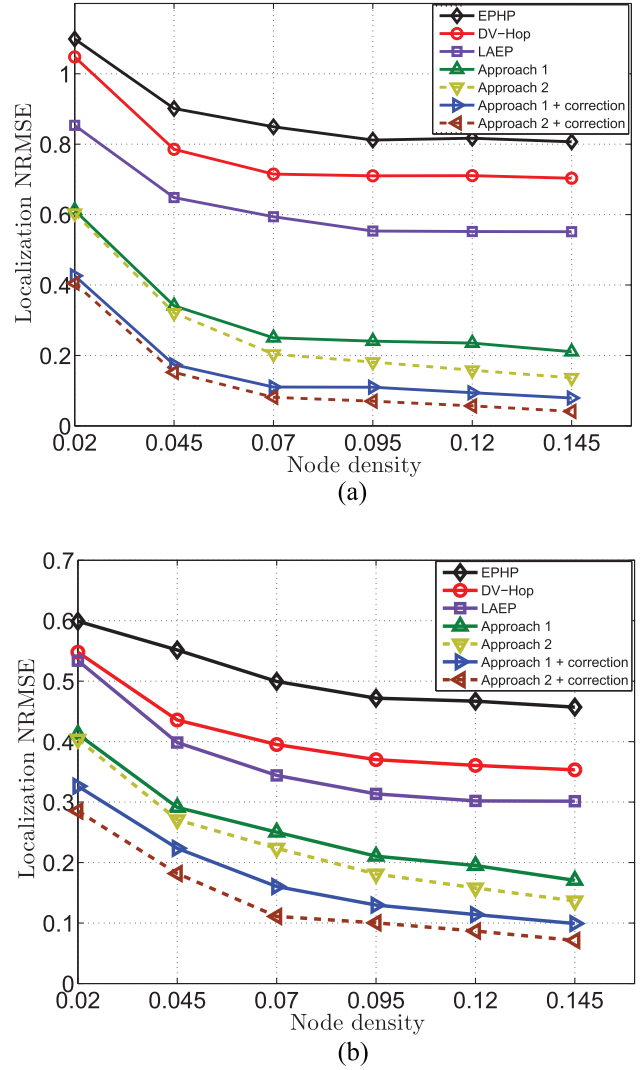 EPHP
DV-Hop
LAEP
Approach 1
Approach 2
Approach 1 + correction
Approach 2 + correction
1
0.8
0.6
0.4
0.2
0
Localization NRMSE
0.02 0.045 0.07 0.095 0.12 0.145
Node density
(a)
0.7
0.6
0.5
0.4
0.3
0.2
0.1
0
Localization NRMSE
EPHP
DV-Hop
LAEP
Approach 1
Approach 2
Approach 1 + correction
Approach 2 + correction
0.02 0.045 0.07 0.095 0.12 0.145
Node density
(b)